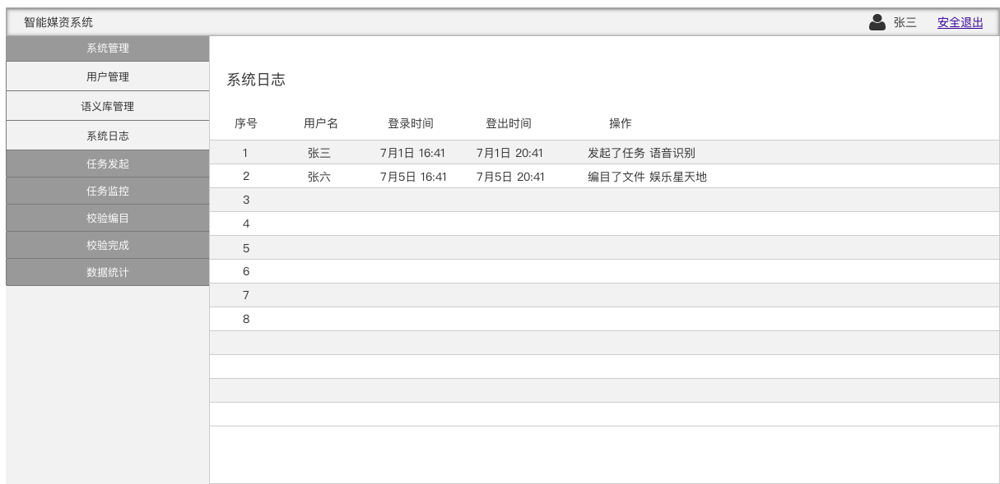 智能媒资系统 张三 安全退出
系统管理
用户管理
语义库管理
系统日志
任务发起
任务监控
校验编目
校验完成
数据统计
系统日志
序号 用户名 登录时间 登出时间 操作
1 张三 7月1日 16:41 7月1日 20:41 发起了任务 语音识别
2 张六 7月5日 16:41 7月5日 20:41 编目了文件 娱乐星天地
3
4
5
6
7
8